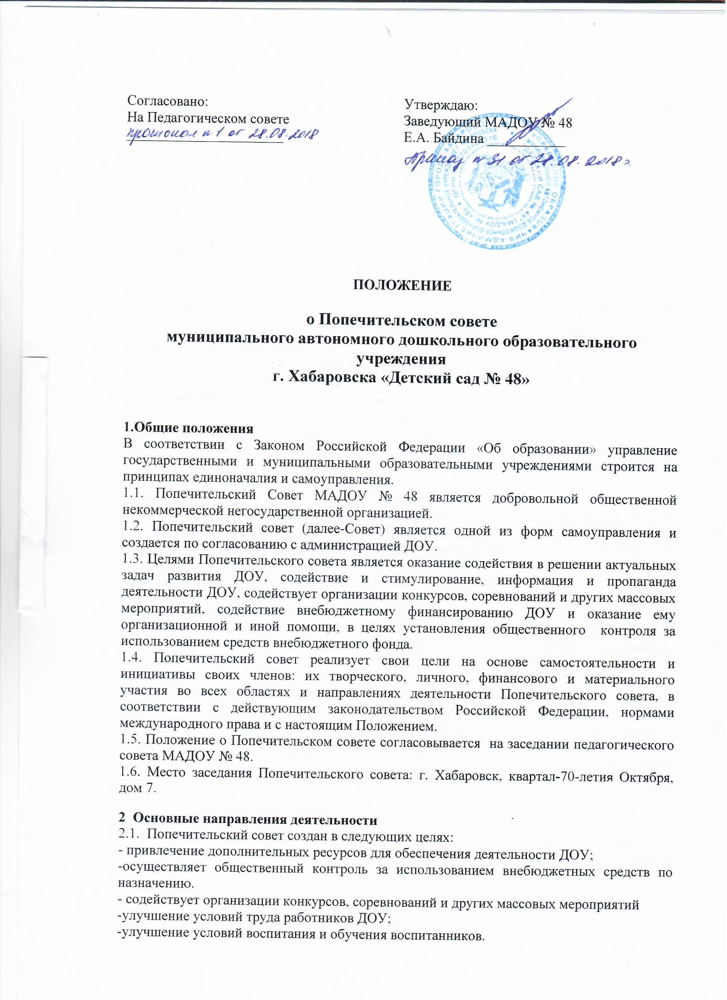 Согласовано:
На Педагогическом совете
протокол № 1 от 28.08.2018
Утверждаю:
Заведующий МАДОУ № 48
Е.А. Байдина
Приказ № 31 от 28.08.2018 г.
ПОЛОЖЕНИЕ
о Попечительском совете
муниципального автономного дошкольного образовательного
учреждения
г. Хабаровска «Детский сад № 48»
1.Общие положения
В соответствии с Законом Российской Федерации «Об образовании» управление
государственными и муниципальными образовательными учреждениями строится на
принципах единоначалия и самоуправления.
1.1. Попечительский Совет МАДОУ № 48 является добровольной общественной
некоммерческой негосударственной организацией.
1.2. Попечительский совет (далее-Совет) является одной из форм самоуправления и
создается по согласованию с администрацией ДОУ.
1.3. Целями Попечительского совета является оказание содействия в решении актуальных
задач развития ДОУ, содействие и стимулирование, информация и пропаганда
деятельности ДОУ, содействует организации конкурсов, соревнований и других массовых
мероприятий, содействие внебюджетному финансированию ДОУ и оказание ему
организационной и иной помощи, в целях установления общественного контроля за
использованием средств внебюджетного фонда.
1.4. Попечительский совет реализует свои цели на основе самостоятельности и
инициативы своих членов: их творческого, личного, финансового и материального
участия во всех областях и направлениях деятельности Попечительского совета, в
соответствии с действующим законодательством Российской Федерации, нормами
международного права и с настоящим Положением.
1.5. Положение о Попечительском совете согласовывается на заседании педагогического
совета МАДОУ № 48.
1.6. Место заседания Попечительского совета: г. Хабаровск, квартал-70-летия Октября,
дом 7.
2 Основные направления деятельности
2.1. Попечительский совет создан в следующих целях:
- привлечение дополнительных ресурсов для обеспечения деятельности ДОУ;
-осуществляет общественный контроль за использованием внебюджетных средств по
назначению.
- содействует организации конкурсов, соревнований и других массовых мероприятий
-улучшение условий труда работников ДОУ;
-улучшение условий воспитания и обучения воспитанников.